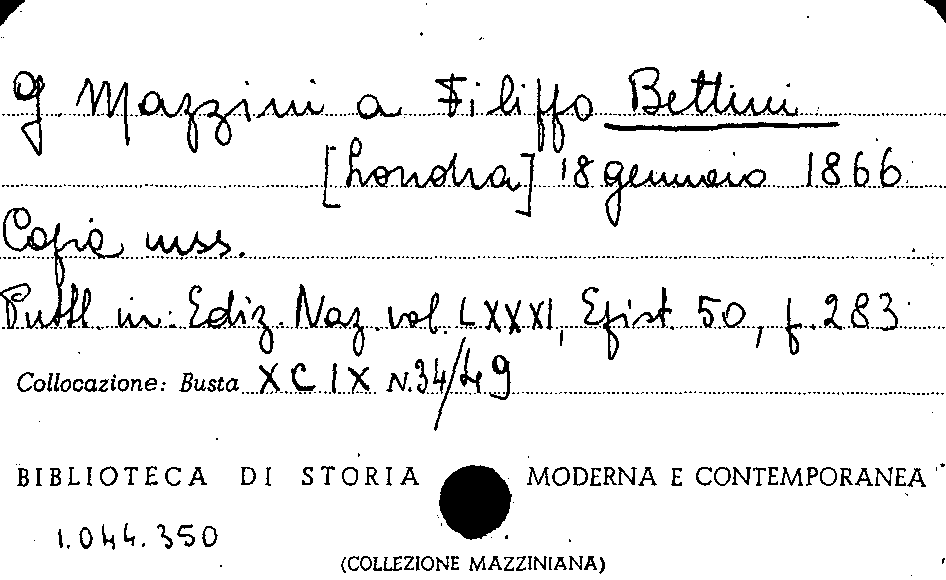 G. Mazzini a Filippo Bettini
[Londra] 18 gennaio 1866
Copia mss.
Pubbl. in: Ediz. Naz. vol. LXXXI, Epist. 50, p. 283
Collocazione: Busta XCIX N. 34/49
BIBLIOTECA DI STORIA MODERNA E CONTEMPORANEA
1.044.350
(COLLEZIONE MAZZINIANA)